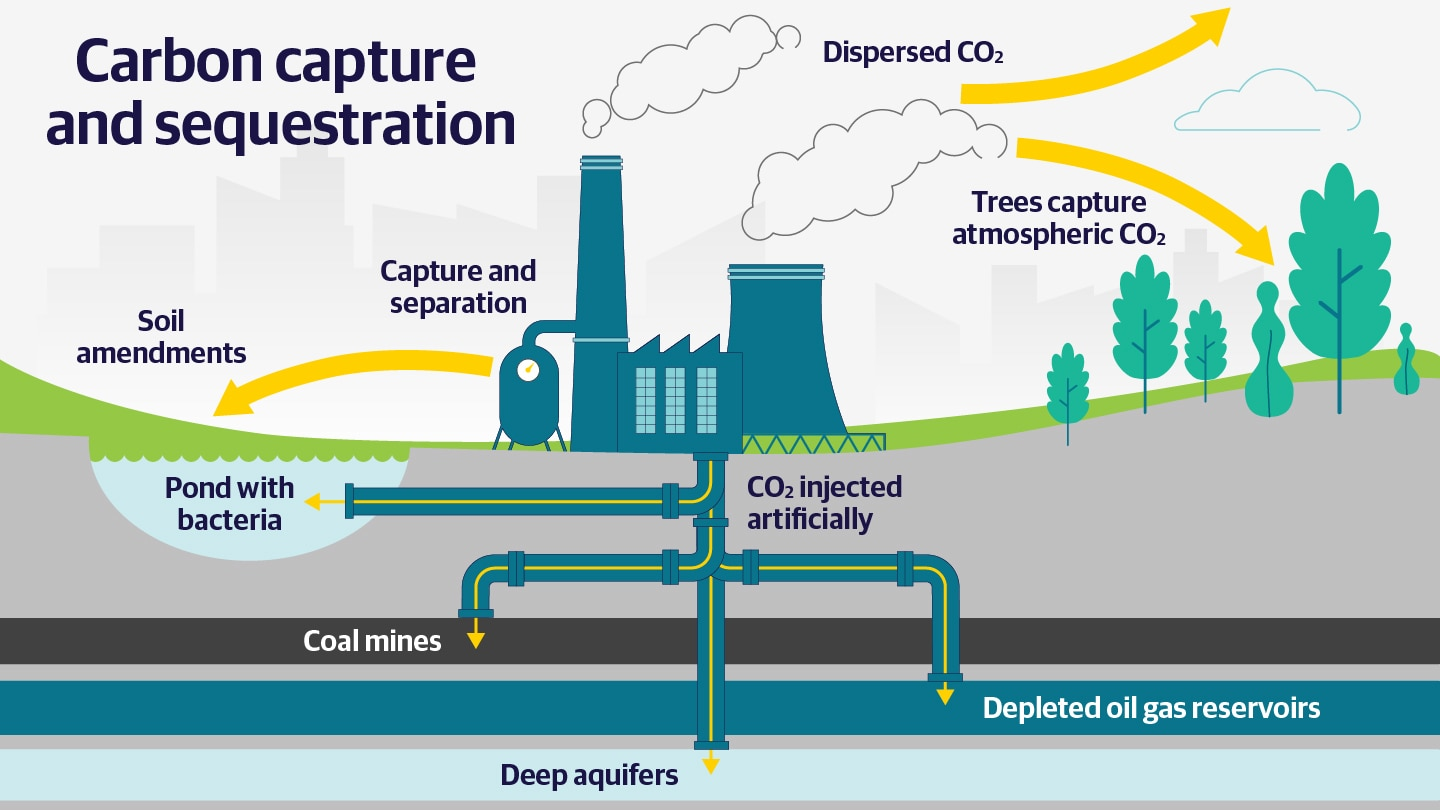 Carbon capture
and sequestration
Dispersed CO₂
Trees capture
atmospheric CO₂
Capture and
separation
Soil
amendments
Pond with
bacteria
CO₂ injected
artificially
Coal mines
Depleted oil gas reservoirs
Deep aquifers